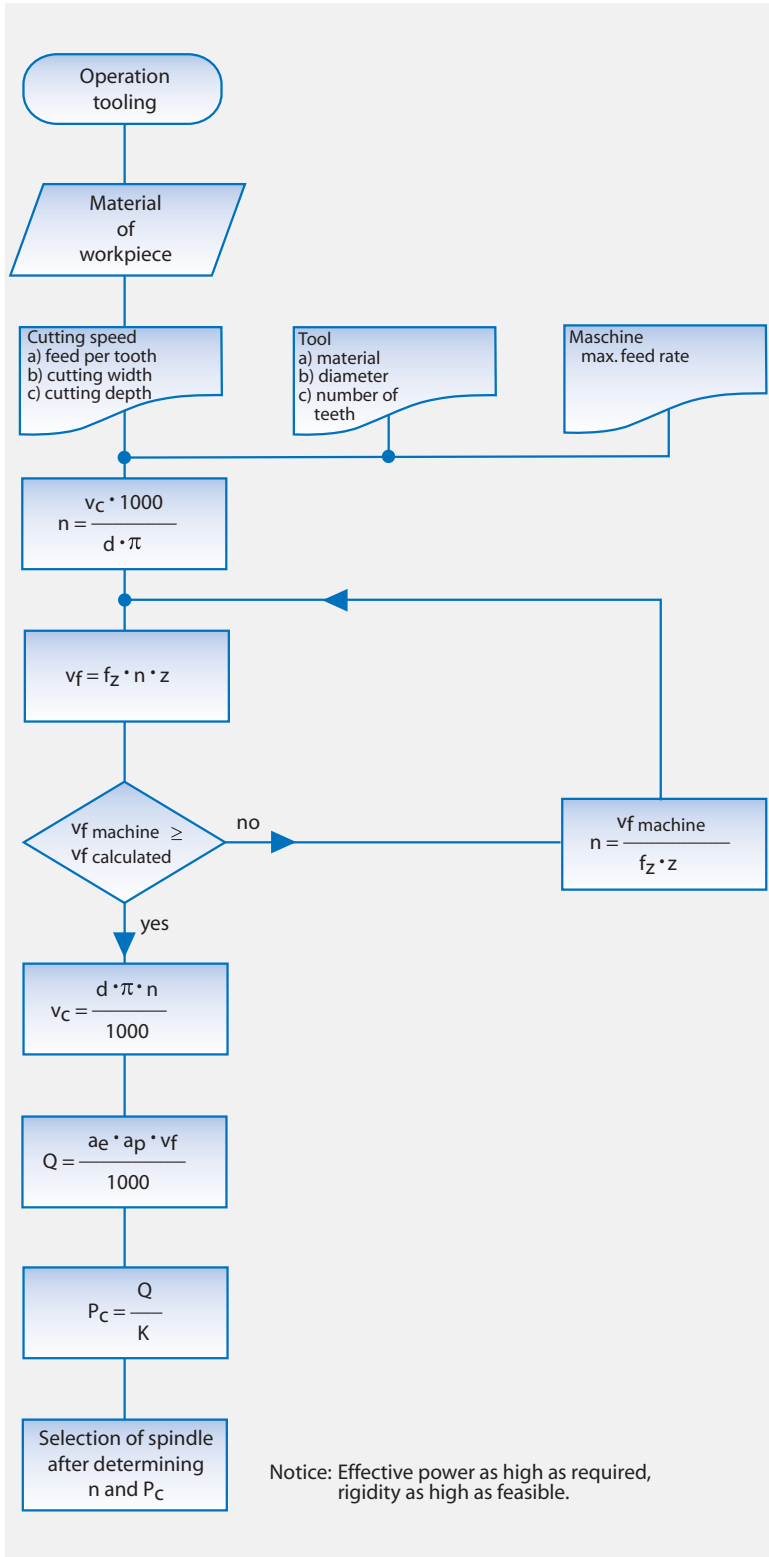 Operation
tooling
Material
of
workpiece
Cutting speed
a) feed per tooth
b) cutting width
c) cutting depth
Tool
a) material
b) diameter
c) number of
teeth
Maschine
max. feed rate
n = vc · 1000 / d · π
vf = fz · n · z
vf machine ≥
vf calculated
no
n = vf machine / fz · z
yes
vc = d · π · n / 1000
Q = ae · ap · vf / 1000
Pc = Q / K
Selection of spindle
after determining
n and Pc
Notice: Effective power as high as required,
rigidity as high as feasible.